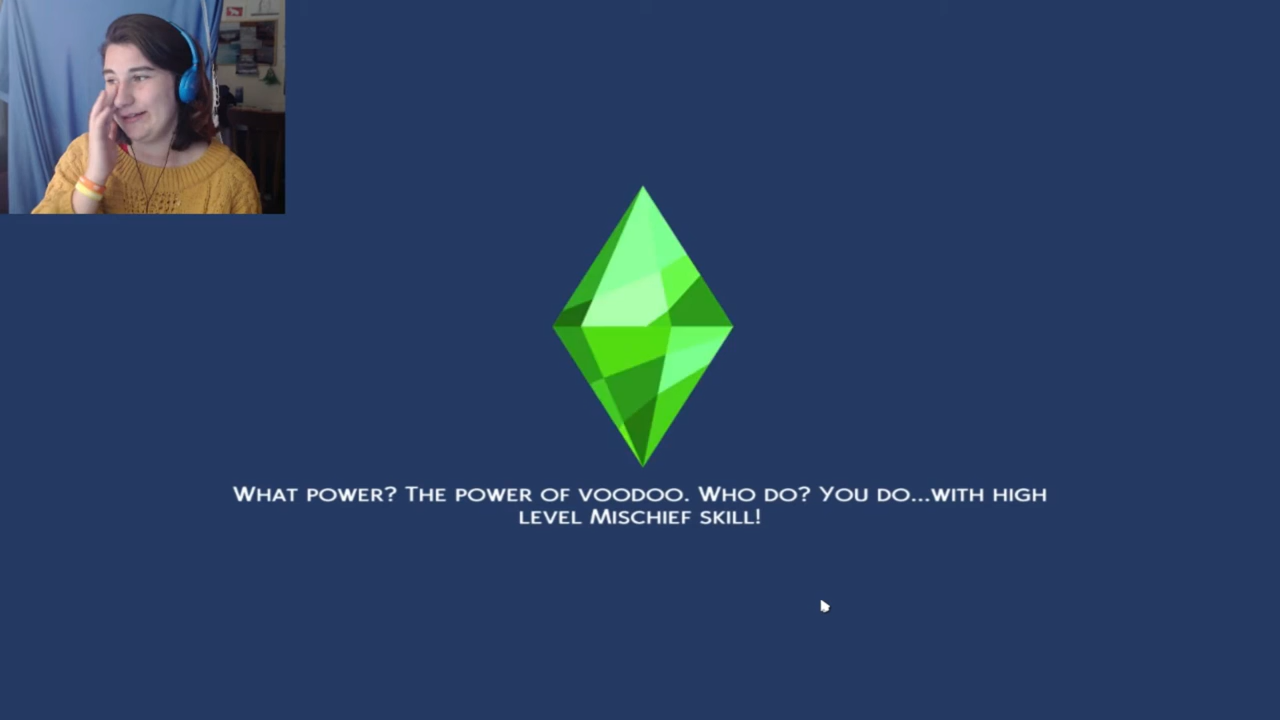 What power? The power of voodoo. Who do? You do...with high
level Mischief skill!